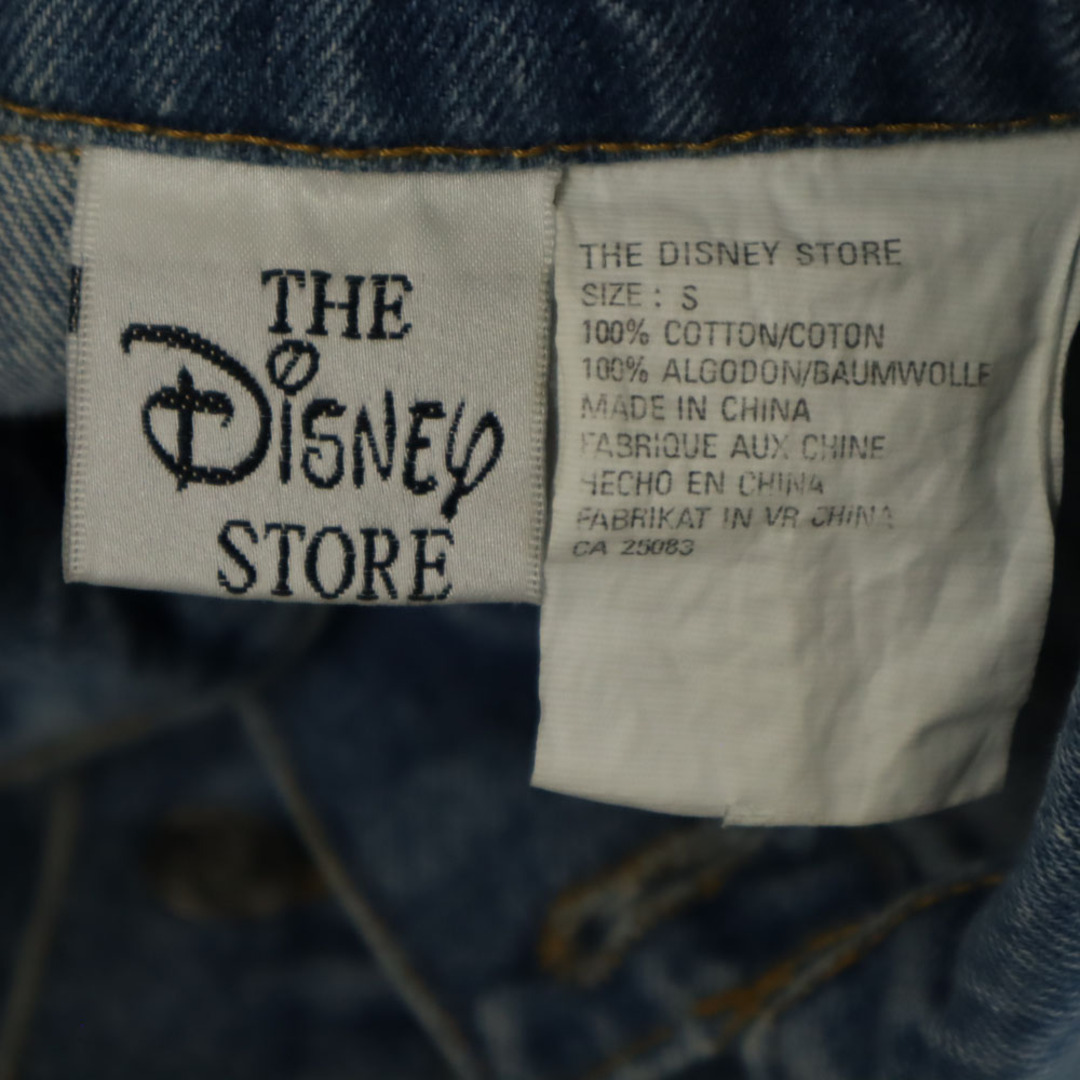 THE
DISNEY
STORE
THE DISNEY STORE
SIZE : S
100% COTTON/COTON
100% ALGODON/BAUMWOLLE
MADE IN CHINA
FABRIQUE AUX CHINE
HECHO EN CHINA
FABRIKAT IN VR CHINA
CA 25083